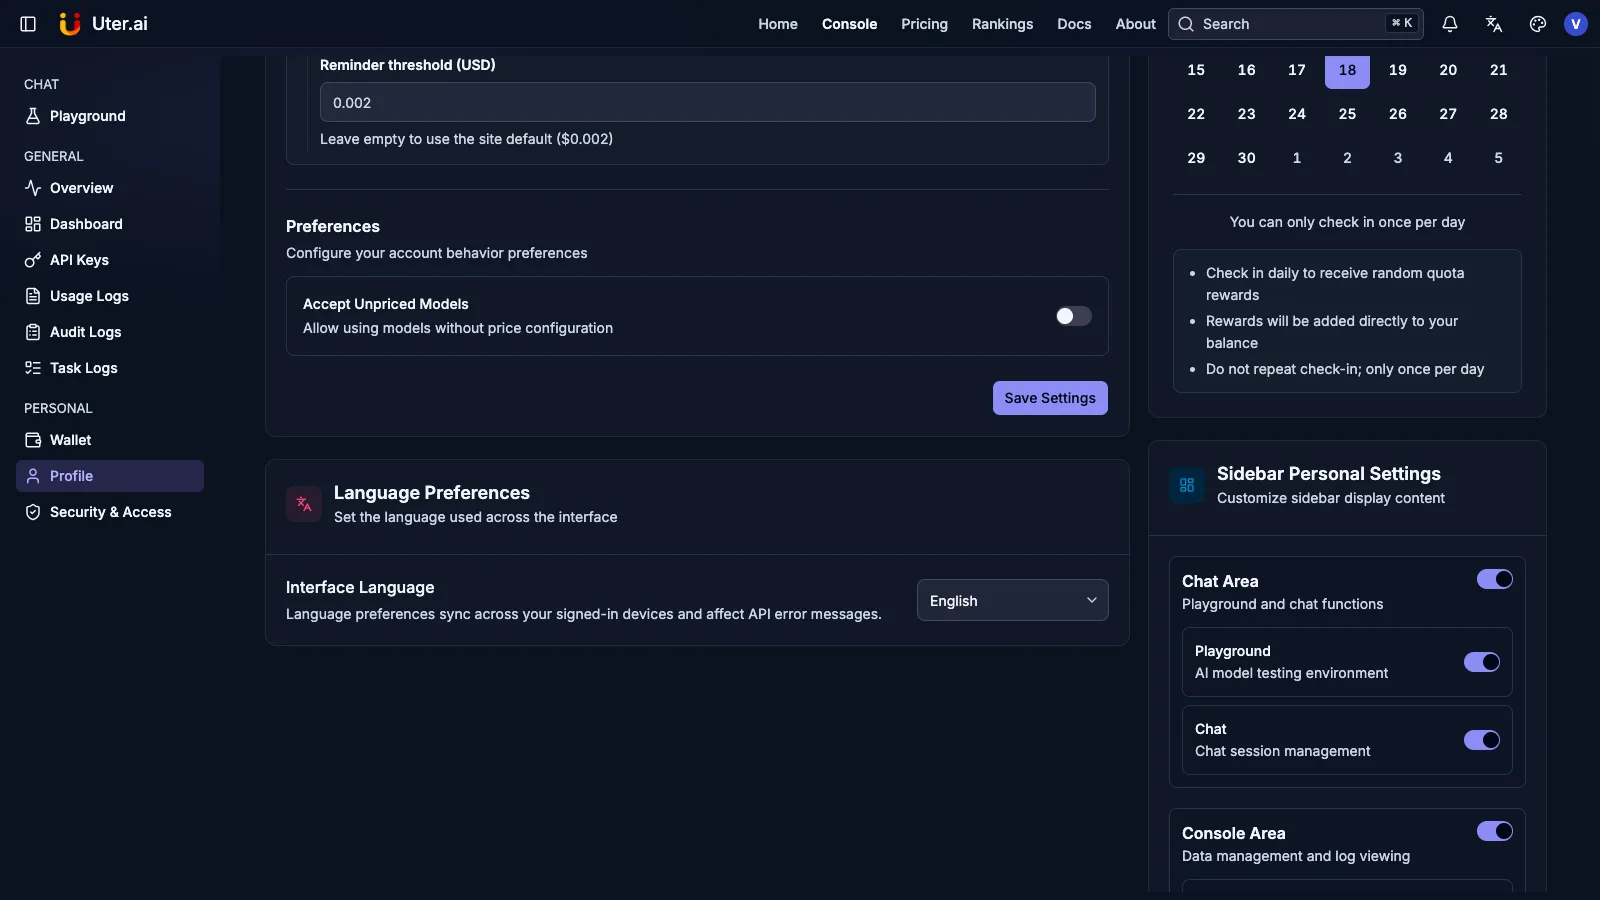 Uter.ai
Home
Console
Pricing
Rankings
Docs
About
Search
⌘ K
V
CHAT
Playground
GENERAL
Overview
Dashboard
API Keys
Usage Logs
Audit Logs
Task Logs
PERSONAL
Wallet
Profile
Security & Access
Reminder threshold (USD)
0.002
Leave empty to use the site default ($0.002)
Preferences
Configure your account behavior preferences
Accept Unpriced Models
Allow using models without price configuration
Save Settings
Language Preferences
Set the language used across the interface
Interface Language
Language preferences sync across your signed-in devices and affect API error messages.
English
15 16 17 18 19 20 21
22 23 24 25 26 27 28
29 30 1 2 3 4 5
You can only check in once per day
• Check in daily to receive random quota
rewards
• Rewards will be added directly to your
balance
• Do not repeat check-in; only once per day
Sidebar Personal Settings
Customize sidebar display content
Chat Area
Playground and chat functions
Playground
AI model testing environment
Chat
Chat session management
Console Area
Data management and log viewing